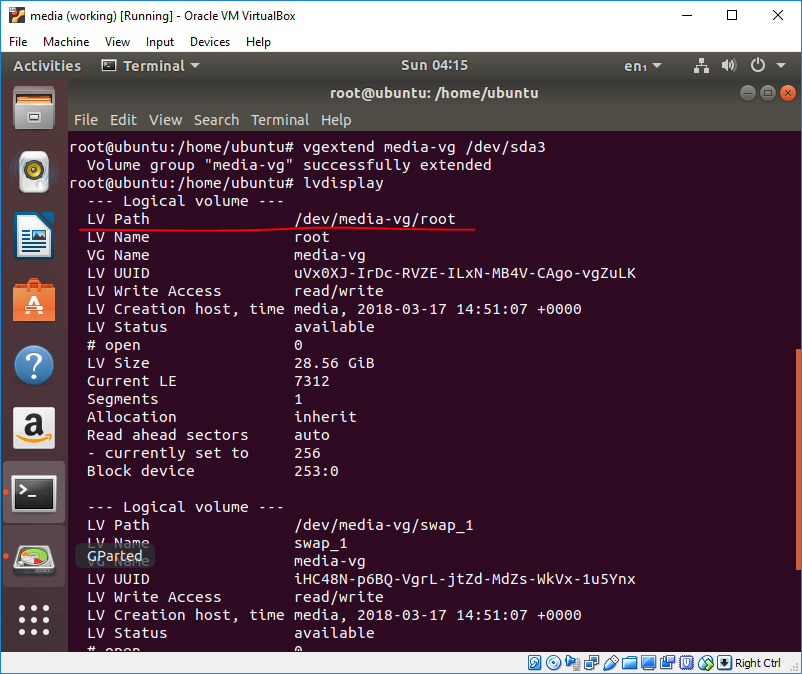 media (working) [Running] - Oracle VM VirtualBox
File Machine View Input Devices Help
Activities Terminal Sun 04:15 en₁
root@ubuntu: /home/ubuntu
File Edit View Search Terminal Help
root@ubuntu:/home/ubuntu# vgextend media-vg /dev/sda3
Volume group "media-vg" successfully extended
root@ubuntu:/home/ubuntu# lvdisplay
--- Logical volume ---
LV Path /dev/media-vg/root
LV Name root
VG Name media-vg
LV UUID uVx0XJ-IrDc-RVZE-ILxN-MB4V-CAgo-vgZuLK
LV Write Access read/write
LV Creation host, time media, 2018-03-17 14:51:07 +0000
LV Status available
# open 0
LV Size 28.56 GiB
Current LE 7312
Segments 1
Allocation inherit
Read ahead sectors auto
- currently set to 256
Block device 253:0
--- Logical volume ---
LV Path /dev/media-vg/swap_1
LV Name swap_1
GParted
VG Name media-vg
LV UUID iHC48N-p6BQ-VgrL-jtZd-MdZs-WkVx-1u5Ynx
LV Write Access read/write
LV Creation host, time media, 2018-03-17 14:51:07 +0000
LV Status available
# open 0
Right Ctrl